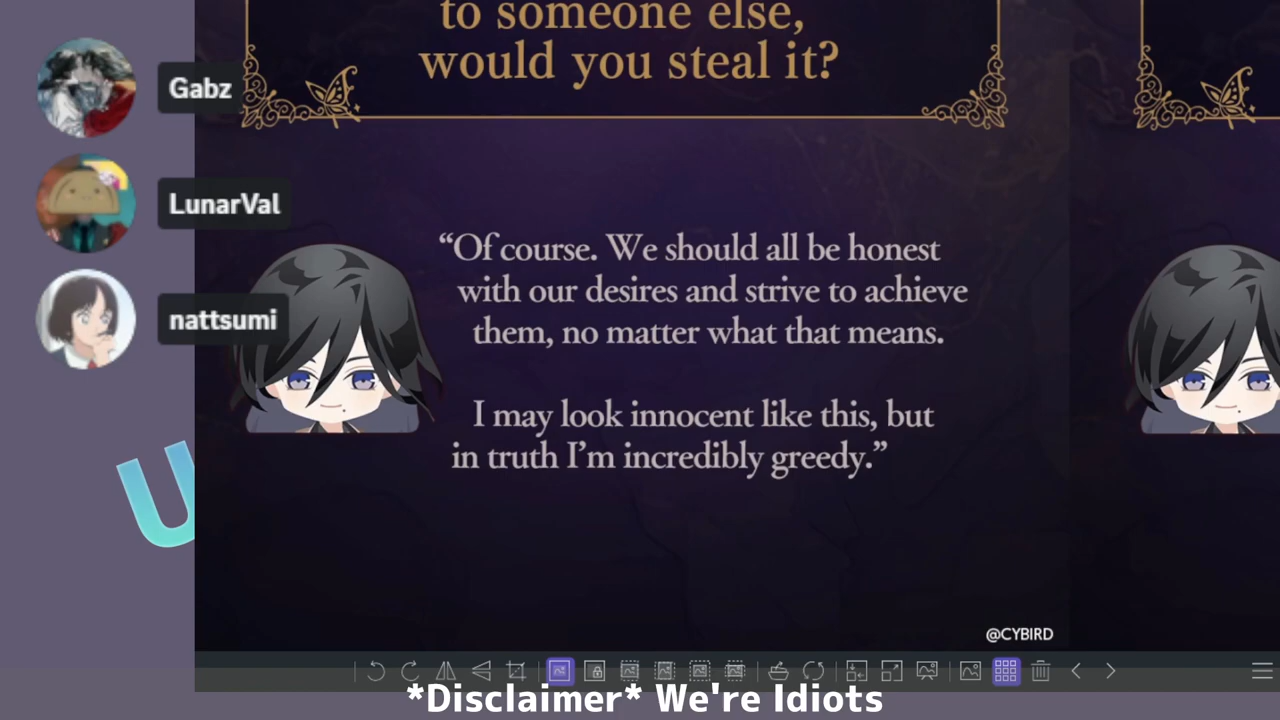 to someone else,
would you steal it?
Gabz
LunarVal
nattsumi
“Of course. We should all be honest
with our desires and strive to achieve
them, no matter what that means.
I may look innocent like this, but
in truth I’m incredibly greedy.”
U
@CYBIRD
*Disclaimer* We're Idiots